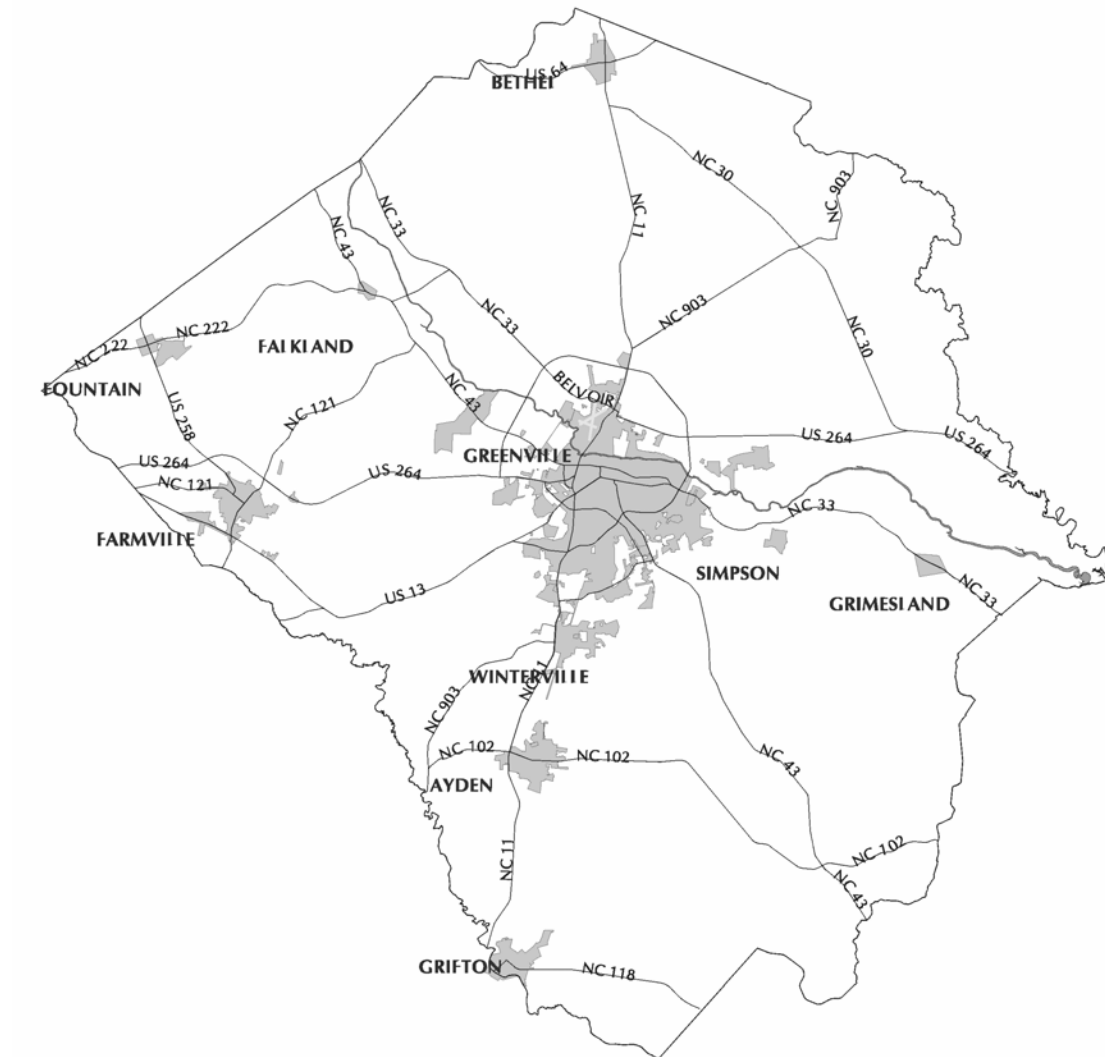 US 64
BETHEL
NC 30
NC 903
NC 11
NC 33
NC 43
NC 903
NC 222
NC 33
NC 222
FALKLAND
NC 30
FOUNTAIN
NC 43
BELVOIR
NC 121
US 258
US 264
US 264
GREENVILLE
US 264
US 264
NC 121
NC 33
FARMVILLE
SIMPSON
US 13
GRIMESLAND
NC 33
WINTERVILLE
NC 11
NC 903
NC 102
NC 102
NC 43
AYDEN
NC 11
NC 102
NC 43
GRIFTON
NC 118